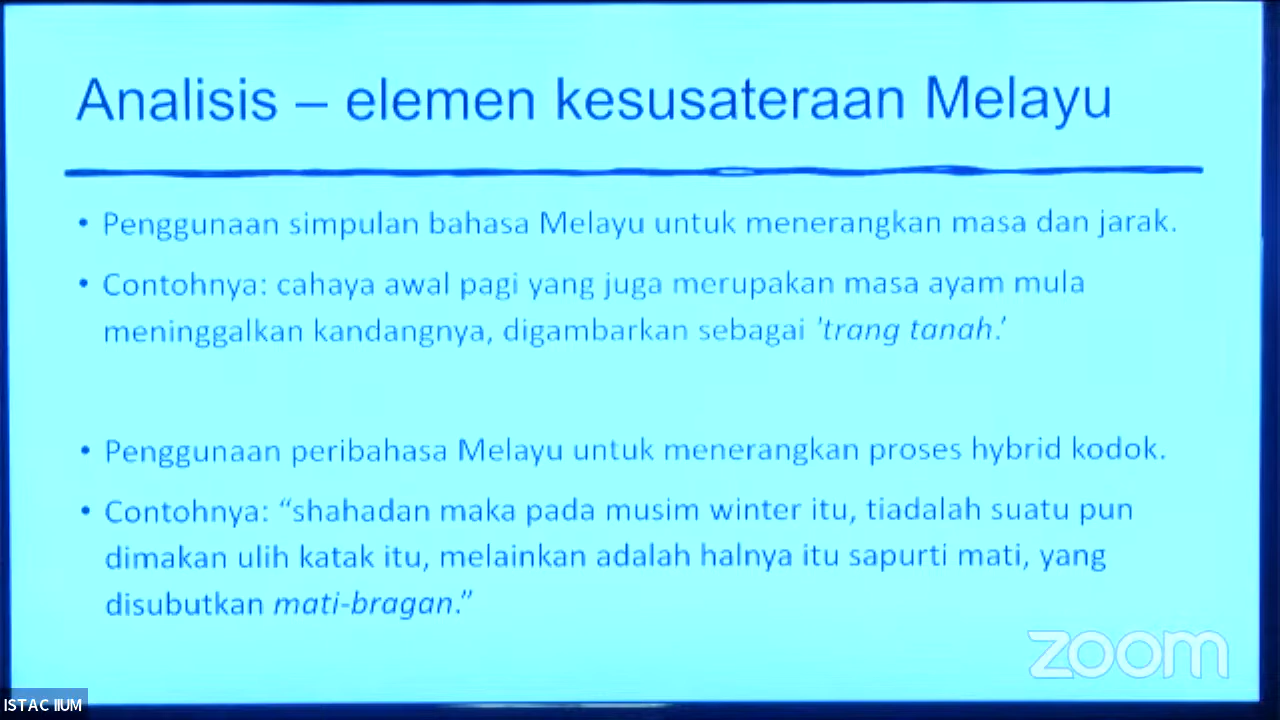 Analisis – elemen kesusateraan Melayu
• Penggunaan simpulan bahasa Melayu untuk menerangkan masa dan jarak.
• Contohnya: cahaya awal pagi yang juga merupakan masa ayam mula
meninggalkan kandangnya, digambarkan sebagai 'trang tanah.’
• Penggunaan peribahasa Melayu untuk menerangkan proses hybrid kodok.
• Contohnya: “shahadan maka pada musim winter itu, tiadalah suatu pun
dimakan ulih katak itu, melainkan adalah halnya itu sapurti mati, yang
disubutkan mati-bragan.”
zoom
ISTAC IIUM